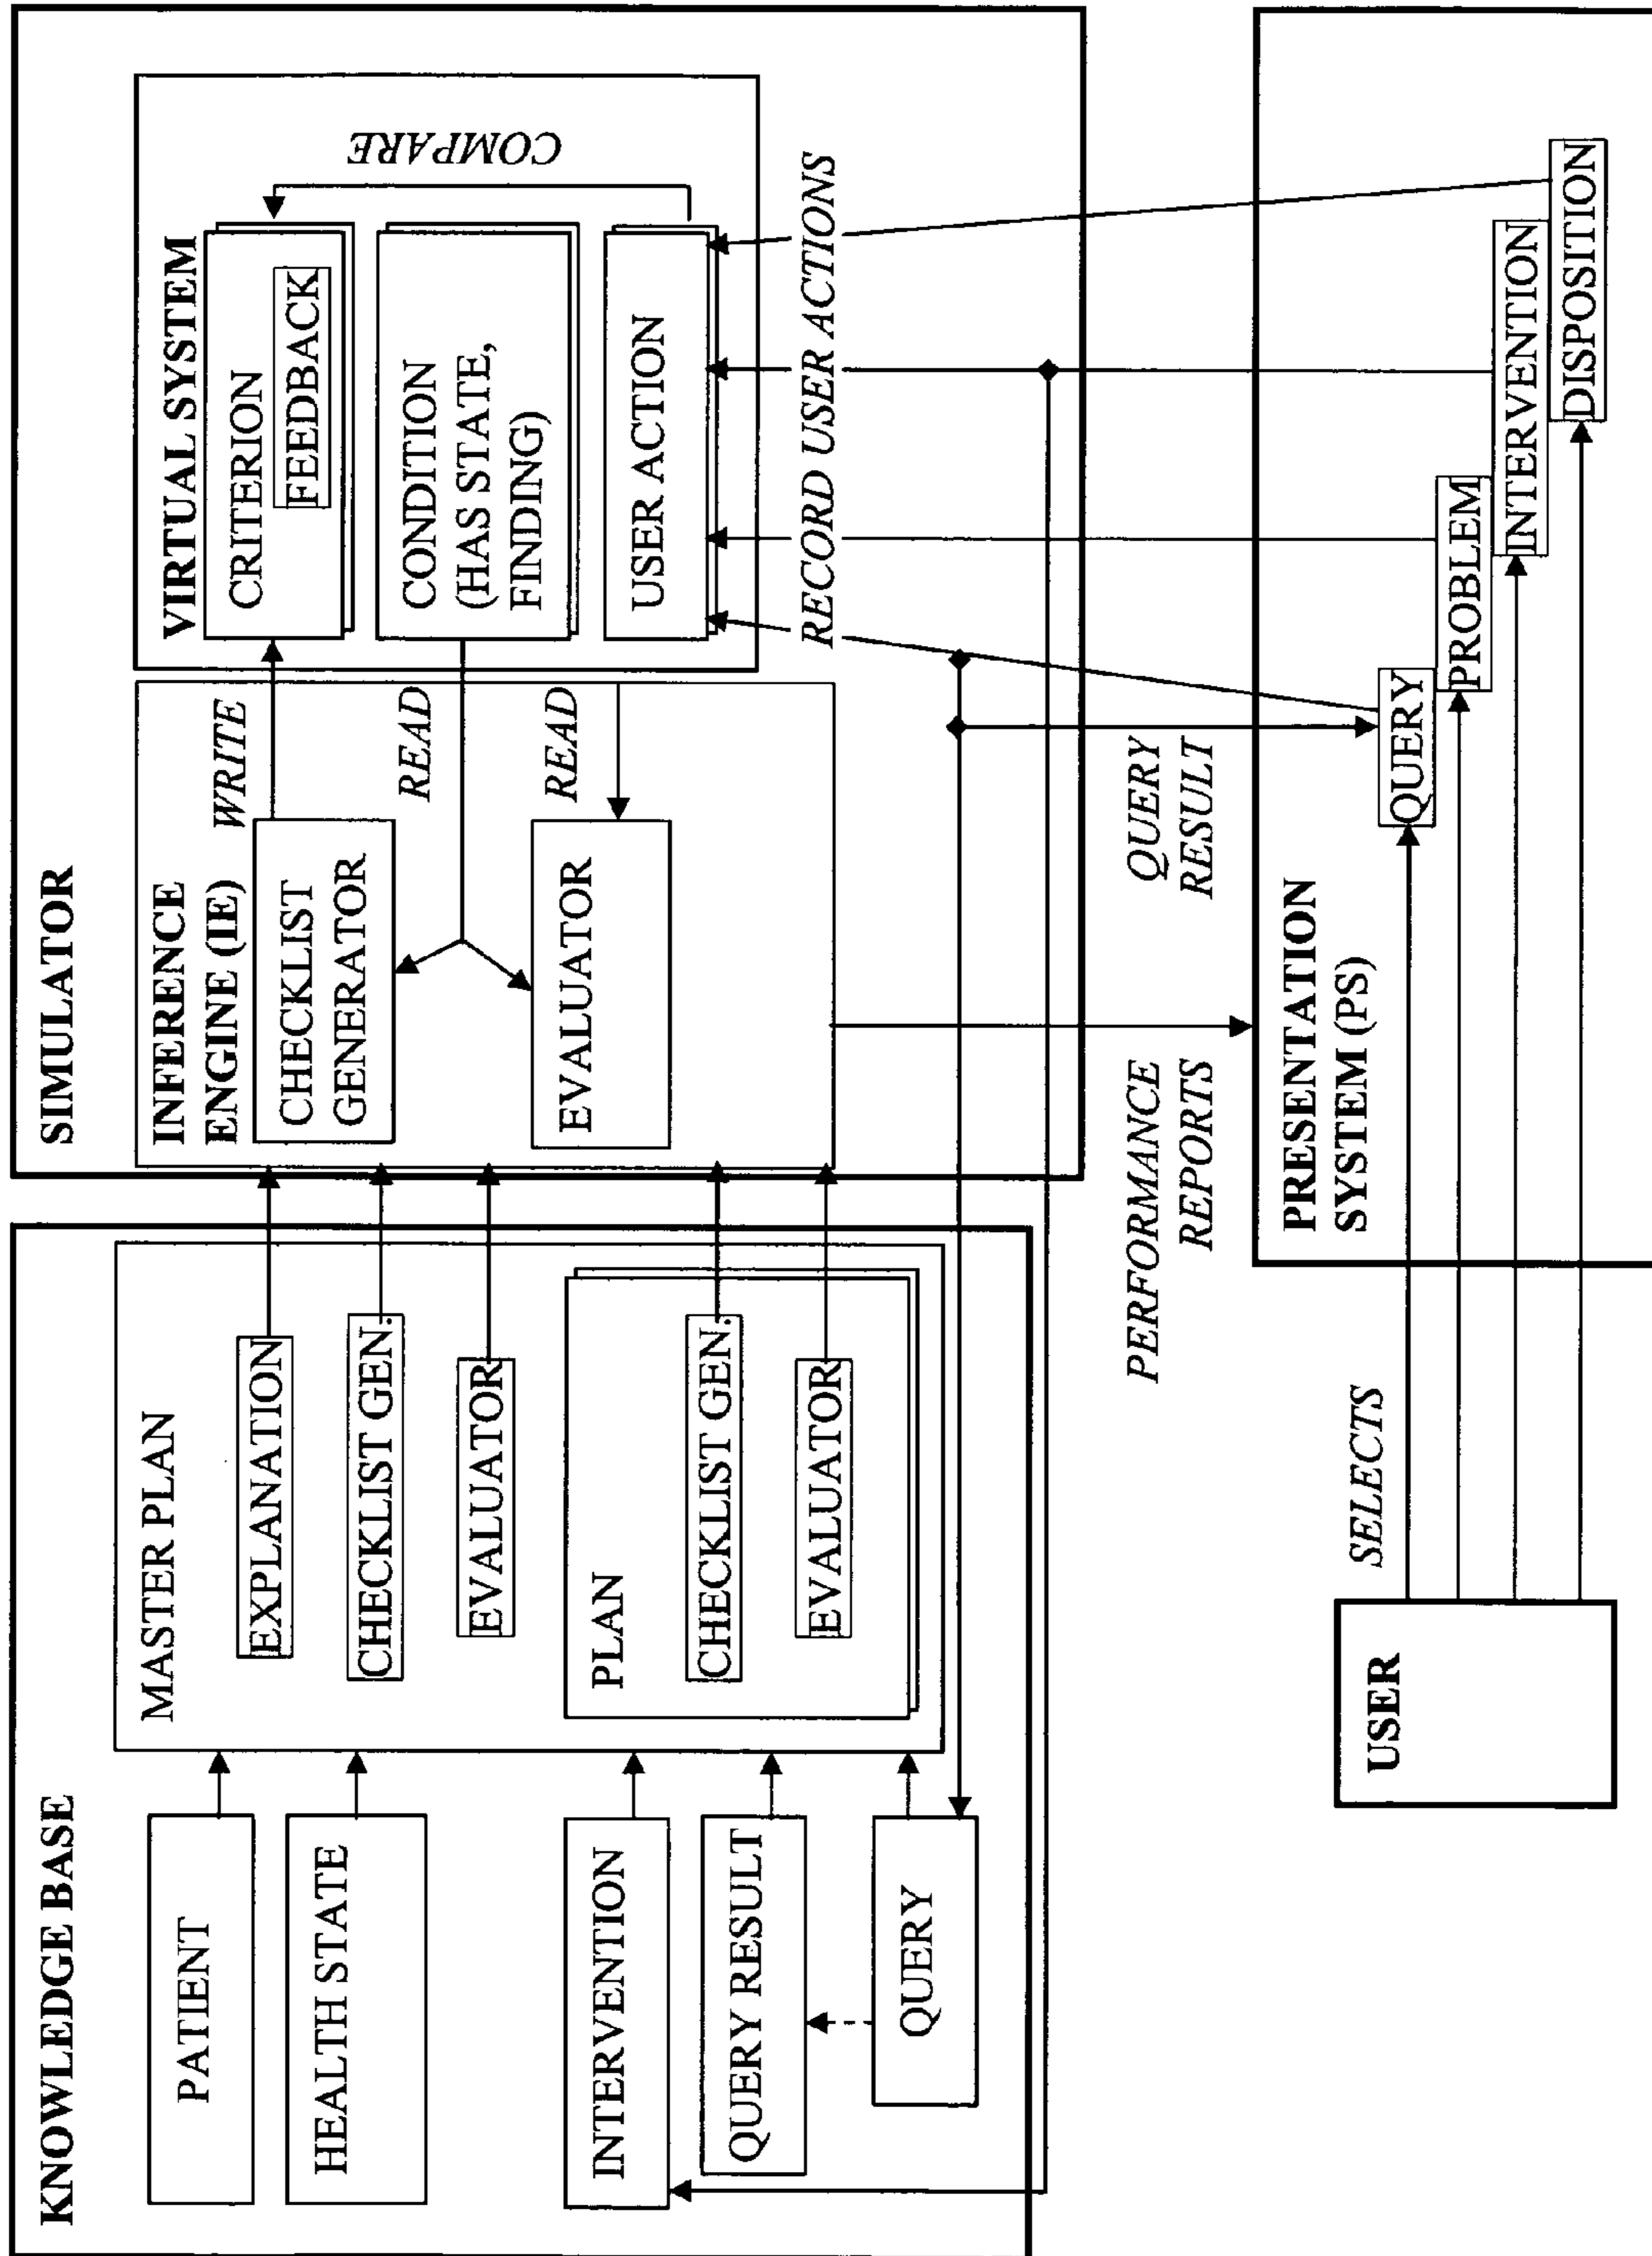 KNOWLEDGE BASE
PATIENT
HEALTH STATE
INTERVENTION
QUERY RESULT
QUERY
MASTER PLAN
EXPLANATION
CHECKLIST GEN.
EVALUATOR
PLAN
CHECKLIST GEN.
EVALUATOR
SIMULATOR
INFERENCE
ENGINE (IE)
CHECKLIST
GENERATOR
EVALUATOR
WRITE
READ
READ
VIRTUAL SYSTEM
CRITERION
FEEDBACK
CONDITION
(HAS STATE,
FINDING)
USER ACTION
COMPARE
RECORD USER ACTIONS
PERFORMANCE
REPORTS
QUERY
RESULT
USER
SELECTS
PRESENTATION
SYSTEM (PS)
QUERY
PROBLEM
INTERVENTION
DISPOSITION